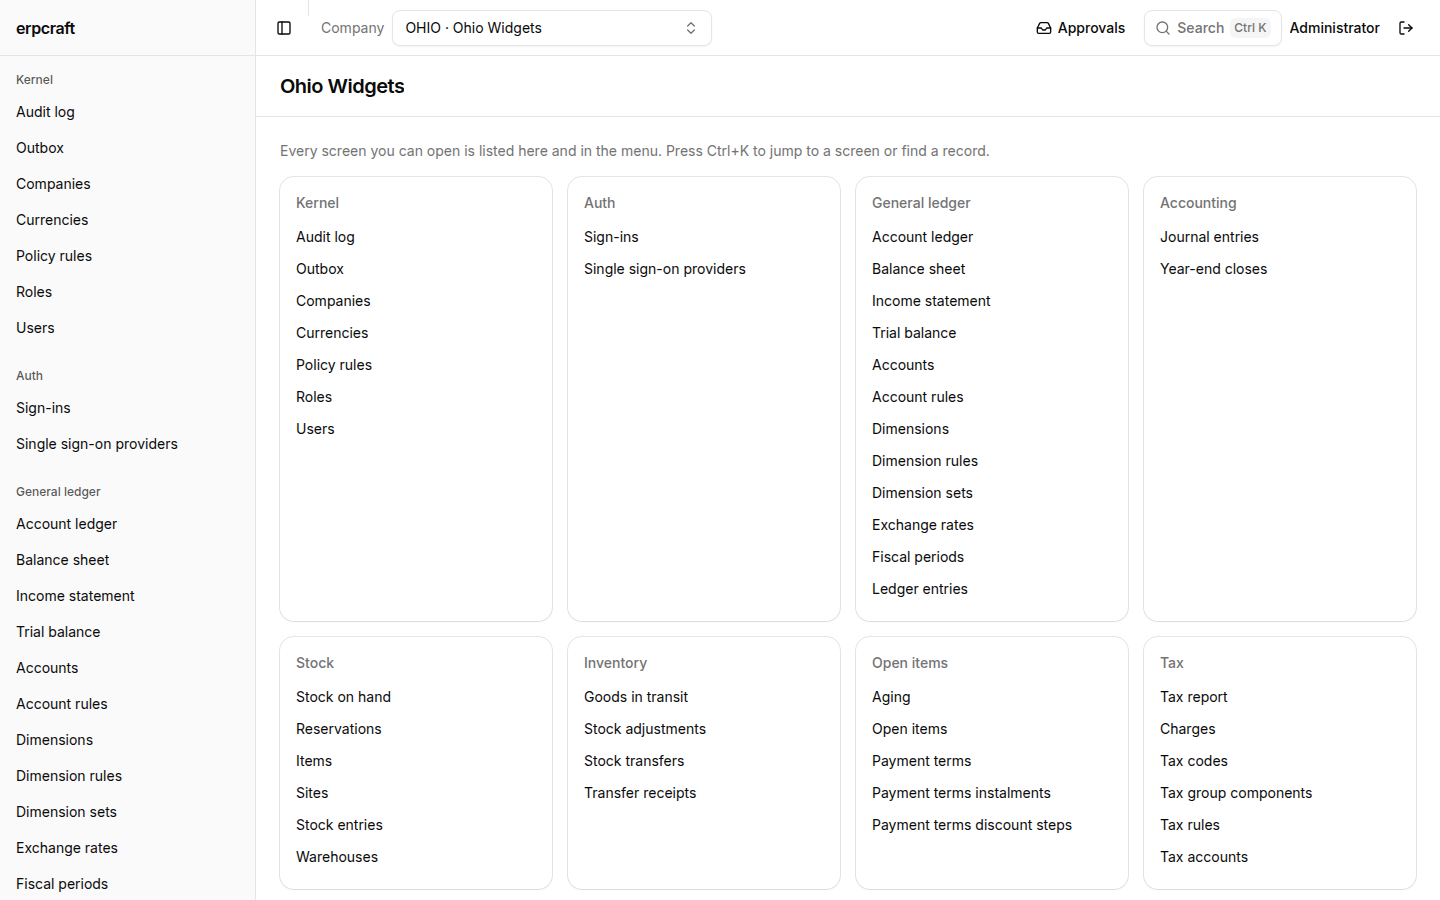 erpcraft
Company
OHIO · Ohio Widgets
Approvals
Search
Ctrl K
Administrator
Kernel
Audit log
Outbox
Companies
Currencies
Policy rules
Roles
Users
Auth
Sign-ins
Single sign-on providers
General ledger
Account ledger
Balance sheet
Income statement
Trial balance
Accounts
Account rules
Dimensions
Dimension rules
Dimension sets
Exchange rates
Fiscal periods
Ohio Widgets
Every screen you can open is listed here and in the menu. Press Ctrl+K to jump to a screen or find a record.
Kernel
Audit log
Outbox
Companies
Currencies
Policy rules
Roles
Users
Auth
Sign-ins
Single sign-on providers
General ledger
Account ledger
Balance sheet
Income statement
Trial balance
Accounts
Account rules
Dimensions
Dimension rules
Dimension sets
Exchange rates
Fiscal periods
Ledger entries
Accounting
Journal entries
Year-end closes
Stock
Stock on hand
Reservations
Items
Sites
Stock entries
Warehouses
Inventory
Goods in transit
Stock adjustments
Stock transfers
Transfer receipts
Open items
Aging
Open items
Payment terms
Payment terms instalments
Payment terms discount steps
Tax
Tax report
Charges
Tax codes
Tax group components
Tax rules
Tax accounts